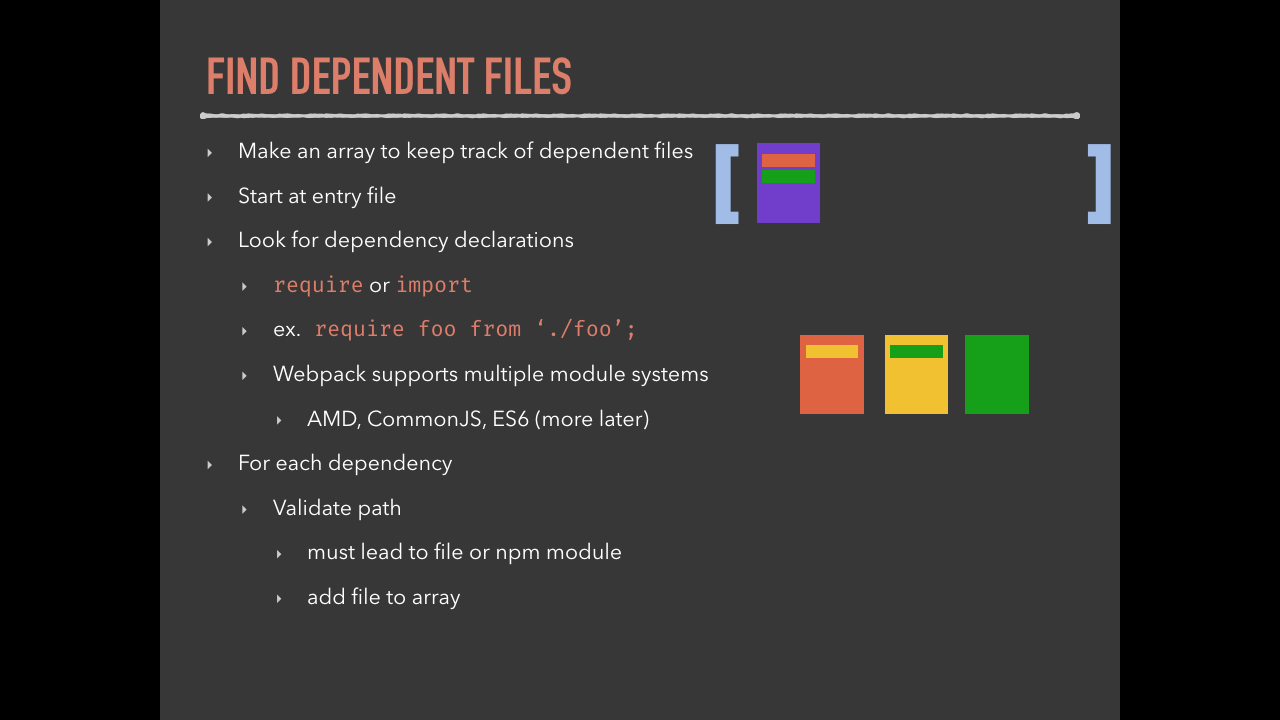 FIND DEPENDENT FILES
Make an array to keep track of dependent files
Start at entry file
Look for dependency declarations
require or import
ex. require foo from ‘./foo’;
Webpack supports multiple module systems
AMD, CommonJS, ES6 (more later)
For each dependency
Validate path
must lead to file or npm module
add file to array
[ ]